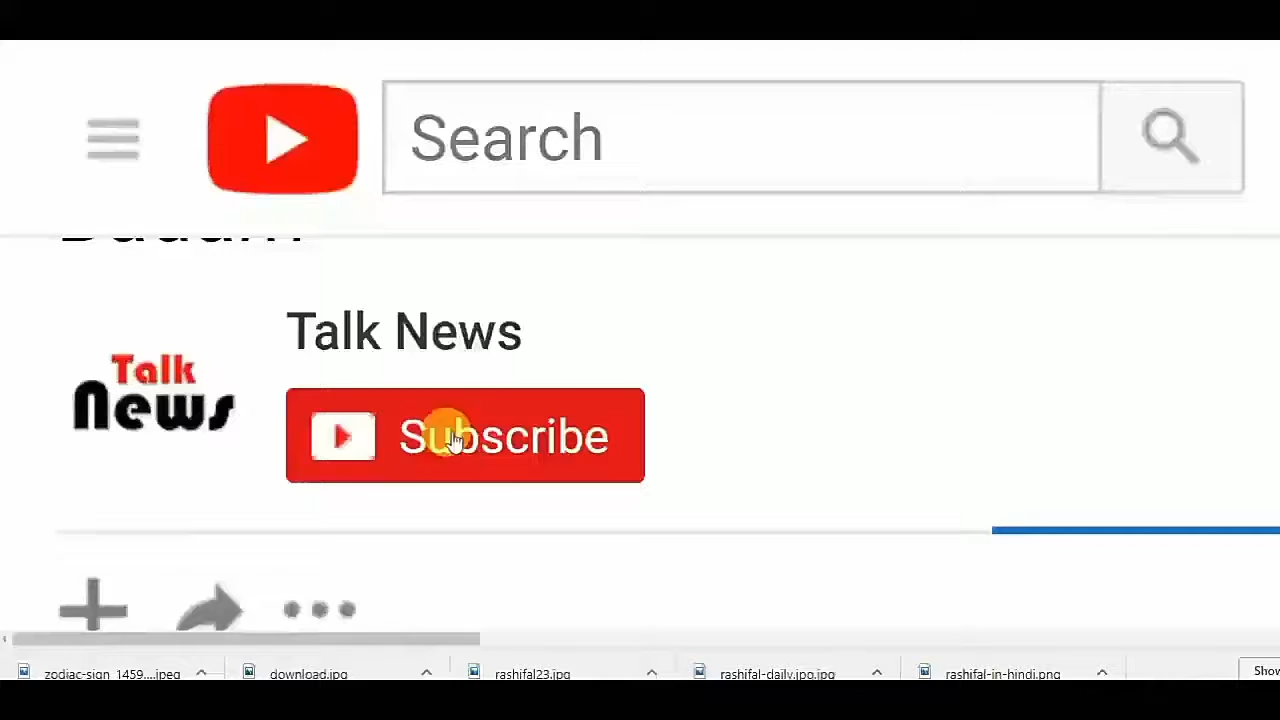 Search
Talk News
Talk
News
Subscribe
zodiac-sign_1459....jpeg
download.jpg
rashifal23.jpg
rashifal-daily.jpg.jpg
rashifal-in-hindi.png
Show